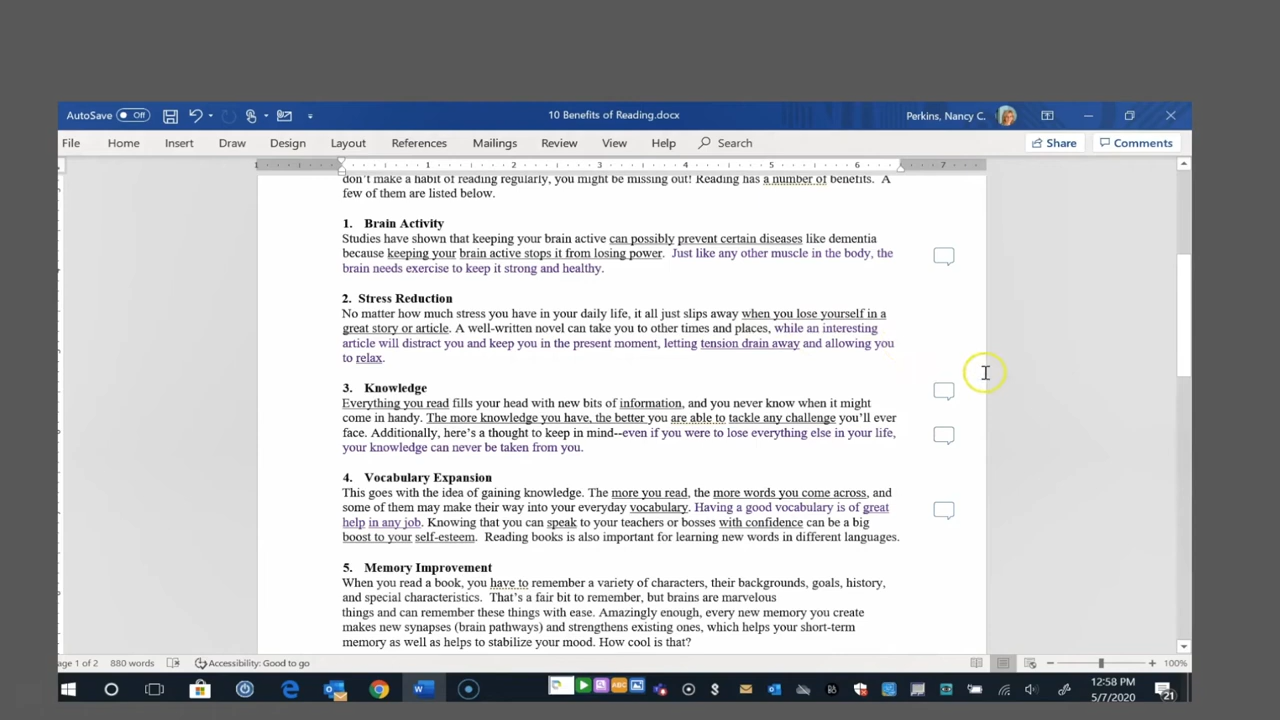 AutoSave Off 10 Benefits of Reading.docx Perkins, Nancy C.
File Home Insert Draw Design Layout References Mailings Review View Help Search Share Comments
1 1 2 3 4 5 6 7
don't make a habit of reading regularly, you might be missing out! Reading has a number of benefits. A
few of them are listed below.
1. Brain Activity
Studies have shown that keeping your brain active can possibly prevent certain diseases like dementia
because keeping your brain active stops it from losing power. Just like any other muscle in the body, the
brain needs exercise to keep it strong and healthy.
2. Stress Reduction
No matter how much stress you have in your daily life, it all just slips away when you lose yourself in a
great story or article. A well-written novel can take you to other times and places, while an interesting
article will distract you and keep you in the present moment, letting tension drain away and allowing you
to relax.
3. Knowledge
Everything you read fills your head with new bits of information, and you never know when it might
come in handy. The more knowledge you have, the better you are able to tackle any challenge you'll ever
face. Additionally, here's a thought to keep in mind--even if you were to lose everything else in your life,
your knowledge can never be taken from you.
4. Vocabulary Expansion
This goes with the idea of gaining knowledge. The more you read, the more words you come across, and
some of them may make their way into your everyday vocabulary. Having a good vocabulary is of great
help in any job. Knowing that you can speak to your teachers or bosses with confidence can be a big
boost to your self-esteem. Reading books is also important for learning new words in different languages.
5. Memory Improvement
When you read a book, you have to remember a variety of characters, their backgrounds, goals, history,
and special characteristics. That's a fair bit to remember, but brains are marvelous
things and can remember these things with ease. Amazingly enough, every new memory you create
makes new synapses (brain pathways) and strengthens existing ones, which helps your short-term
memory as well as helps to stabilize your mood. How cool is that?
age 1 of 2 880 words Accessibility: Good to go 100%
12:58 PM
5/7/2020
21